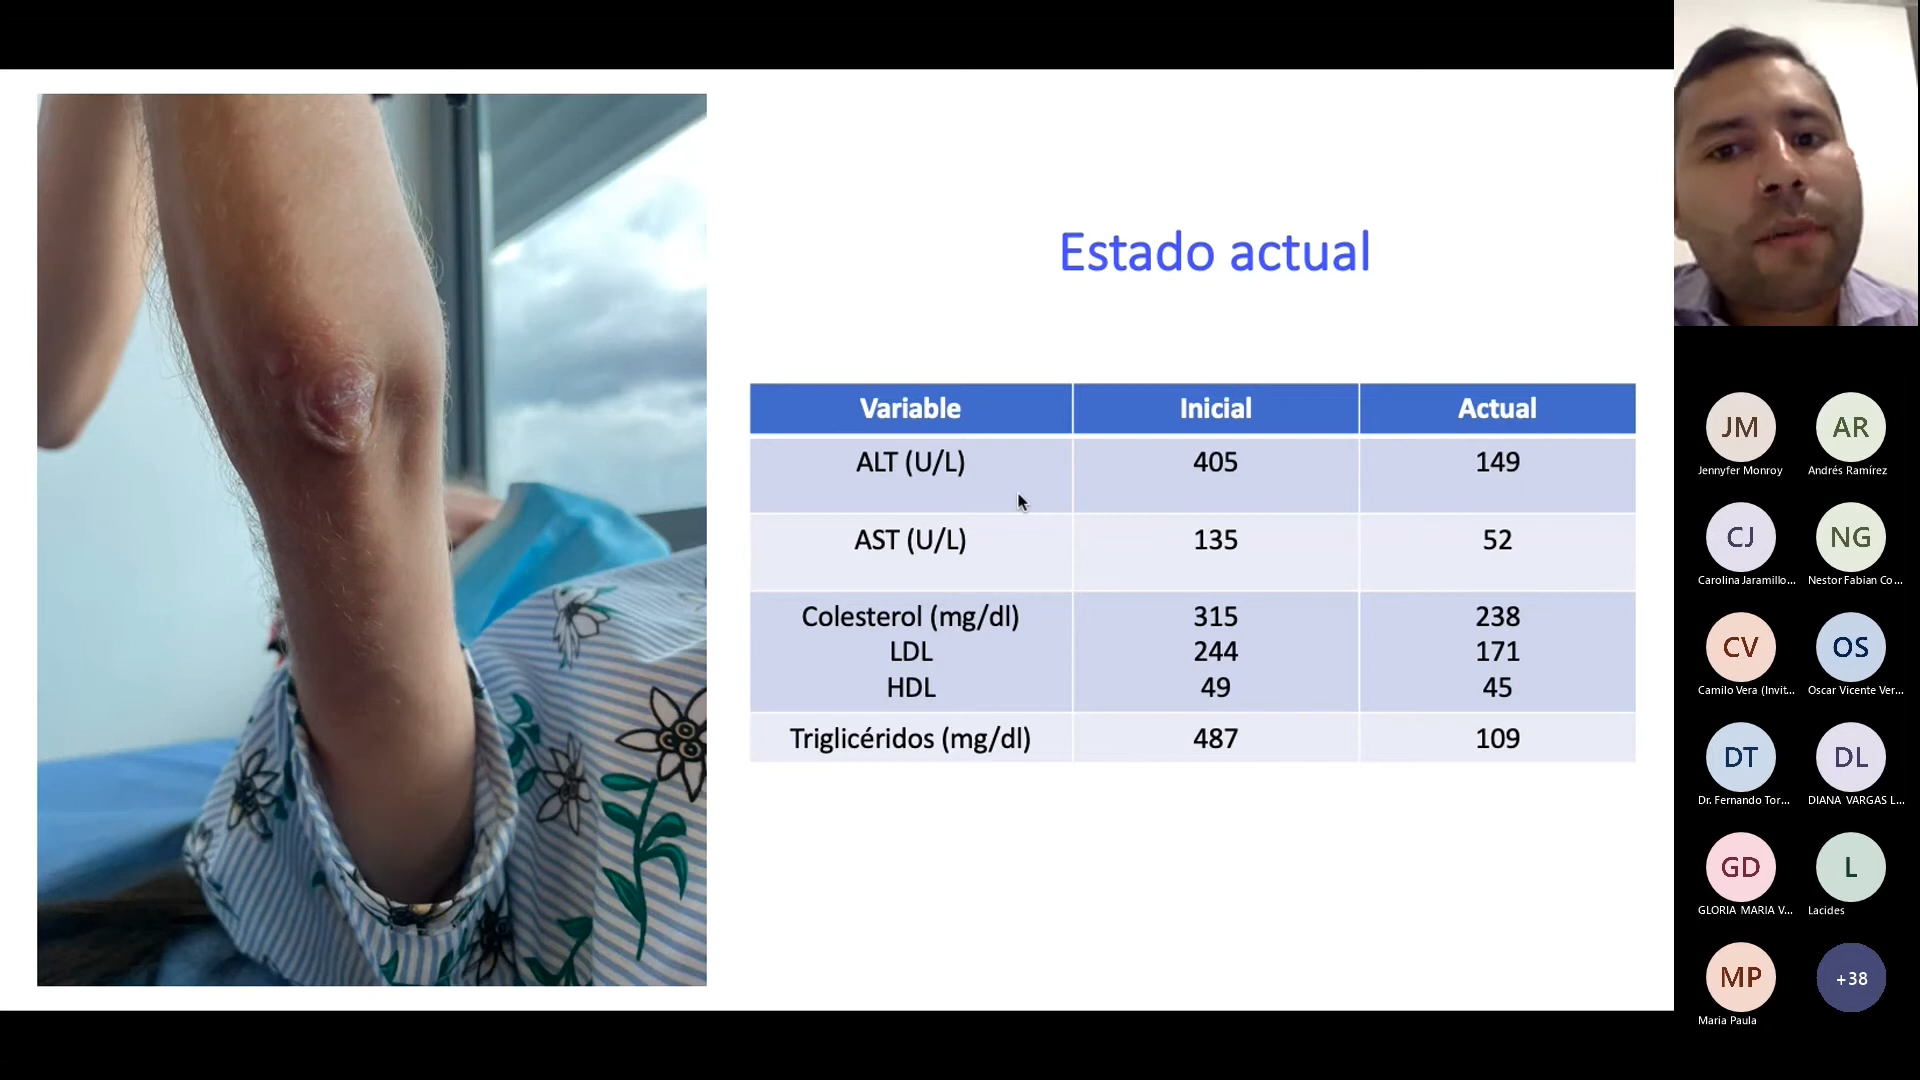 Estado actual
Variable Inicial Actual
ALT (U/L) 405 149
AST (U/L) 135 52
Colesterol (mg/dl) 315 238
LDL 244 171
HDL 49 45
Triglicéridos (mg/dl) 487 109
JM AR
Jennyfer Monroy Andrés Ramírez
CJ NG
Carolina Jaramillo... Nestor Fabian Co...
CV OS
Camilo Vera (Invit... Oscar Vicente Ver...
DT DL
Dr. Fernando Tor... DIANA VARGAS L...
GD L
GLORIA MARIA V... Lacides
MP +38
Maria Paula